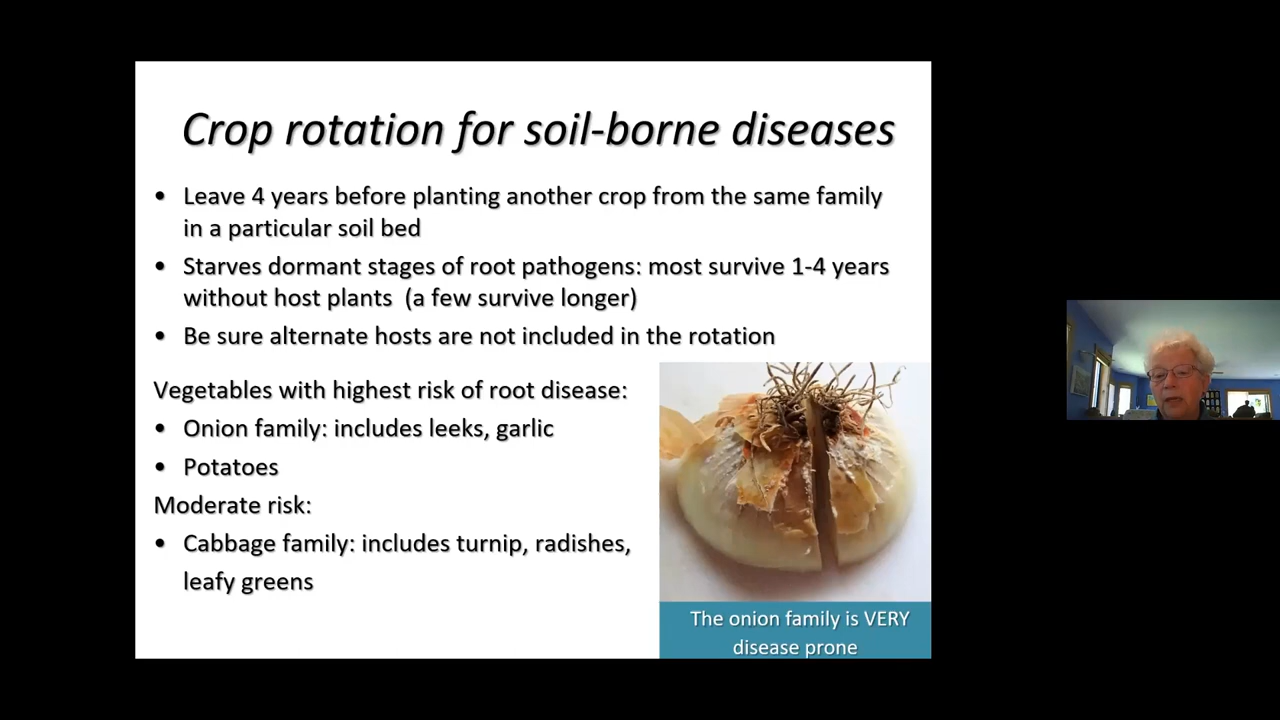 Crop rotation for soil-borne diseases
• Leave 4 years before planting another crop from the same family
in a particular soil bed
• Starves dormant stages of root pathogens: most survive 1-4 years
without host plants (a few survive longer)
• Be sure alternate hosts are not included in the rotation
Vegetables with highest risk of root disease:
• Onion family: includes leeks, garlic
• Potatoes
Moderate risk:
• Cabbage family: includes turnip, radishes,
leafy greens
The onion family is VERY
disease prone